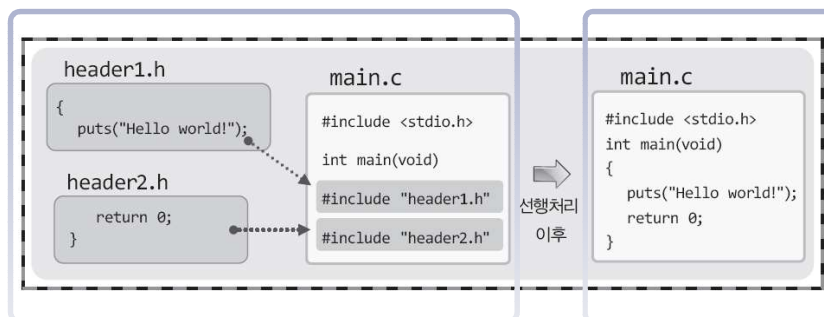 header1.h
{
puts("Hello world!");
header2.h
return 0;
}
main.c
#include <stdio.h>
int main(void)
#include "header1.h"
#include "header2.h"
선행처리
이후
main.c
#include <stdio.h>
int main(void)
{
puts("Hello world!");
return 0;
}